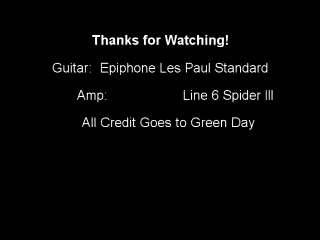 Thanks for Watching!
Guitar: Epiphone Les Paul Standard
Amp: Line 6 Spider III
All Credit Goes to Green Day